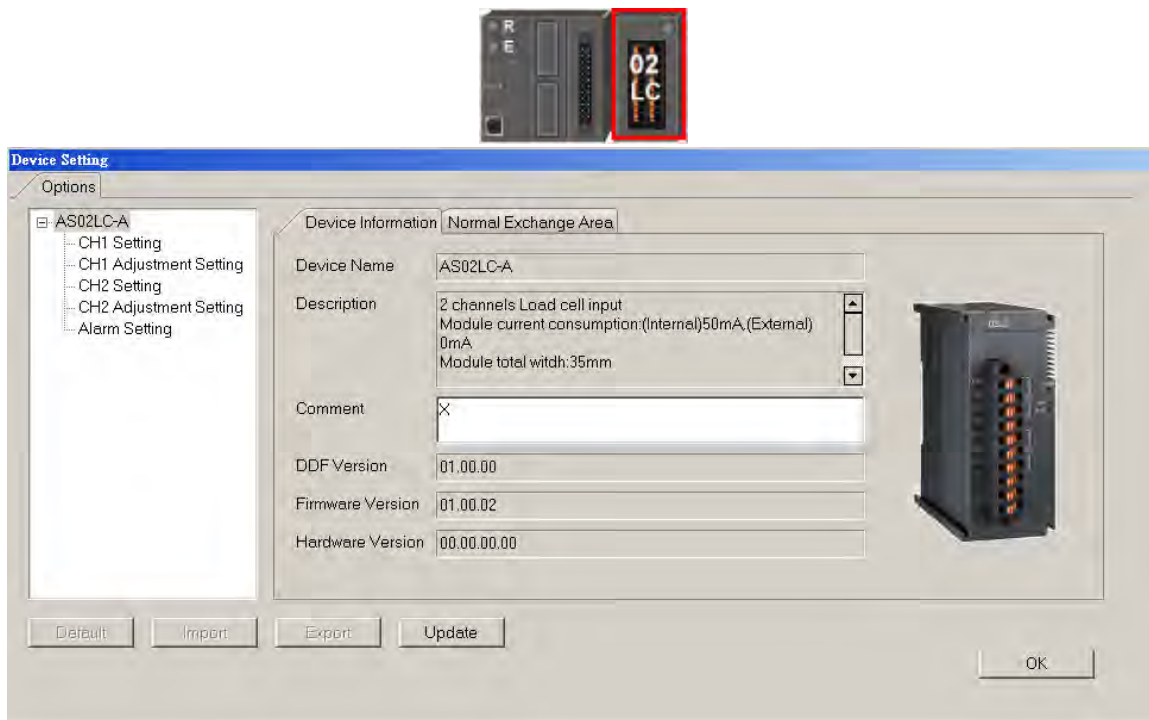 R
E
02
LC
Device Setting
Options
AS02LC-A
CH1 Setting
CH1 Adjustment Setting
CH2 Setting
CH2 Adjustment Setting
Alarm Setting
Device Information
Normal Exchange Area
Device Name
AS02LC-A
Description
2 channels Load cell input
Module current consumption:(Internal)50mA,(External)
0mA
Module total witdh:35mm
Comment
X
DDF Version
01.00.00
Firmware Version
01.00.02
Hardware Version
00.00.00.00
Default
Import
Export
Update
OK